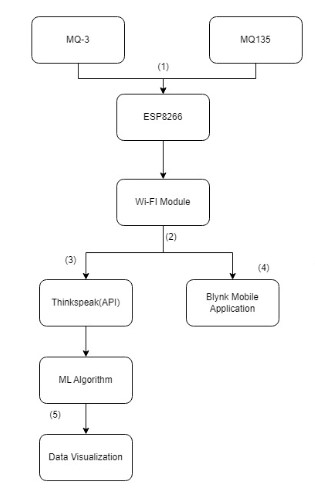 MQ-3
MQ135
(1)
ESP8266
Wi-FI Module
(2)
(3)
(4)
Thinkspeak(API)
Blynk Mobile
Application
ML Algorithm
(5)
Data Visualization